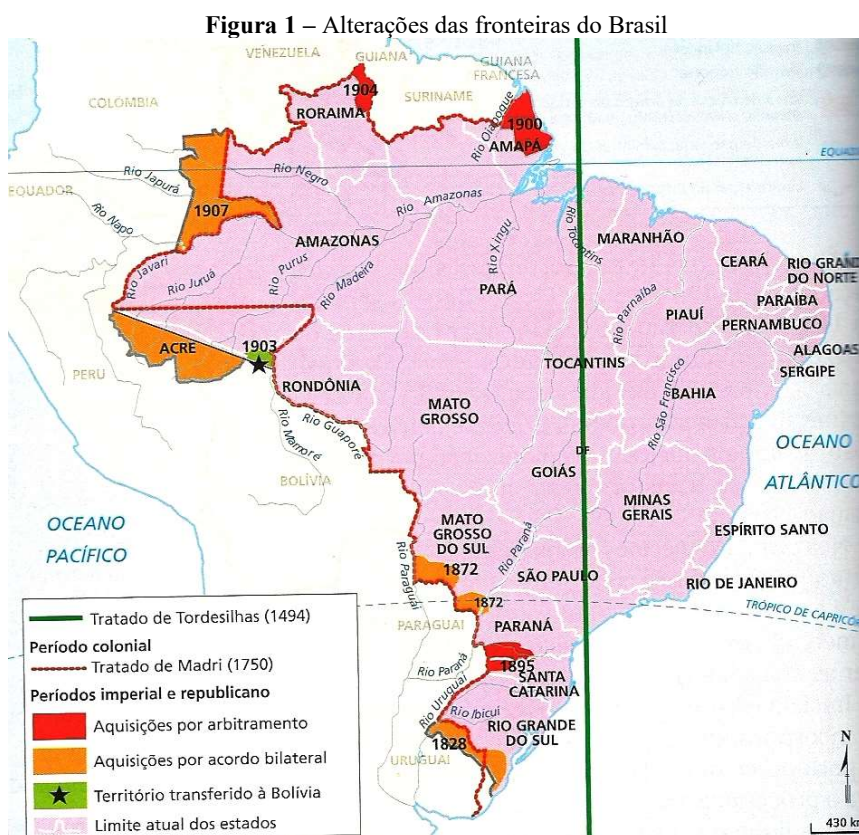 Figura 1 – Alterações das fronteiras do Brasil
VENEZUELA
GUIANA
GUIANA
FRANCESA
SURINAME
COLÔMBIA
1904
RORAIMA
1900
AMAPÁ
Rio Oiapoque
EQUADOR
Rio Japurá
Rio Negro
Rio Napo
1907
Rio Amazonas
AMAZONAS
Rio Javari
Rio Juruá
Rio Purus
Rio Madeira
Rio Xingu
PARÁ
Rio Tocantins
MARANHÃO
CEARÁ
RIO GRAND
DO NORTE
Rio Parnaíba
PIAUÍ
PARAÍBA
PERNAMBUCO
ALAGOAS
SERGIPE
ACRE
1903
PERU
RONDÔNIA
TOCANTINS
Rio São Francisco
BAHIA
MATO
GROSSO
Rio Mamoré
Rio Guaporé
BOLÍVIA
DF
GOIÁS
OCEANO
ATLÂNTICO
MINAS
GERAIS
OCEANO
PACÍFICO
MATO
GROSSO
DO SUL
ESPÍRITO SANTO
Rio Paraná
1872
SÃO PAULO
RIO DE JANEIRO
Rio Paraguai
1872
TRÓPICO DE CAPRICÓR
PARAGUAI
PARANÁ
1895
Rio Paraná
SANTA
CATARINA
Rio Uruguai
Rio Ibicuí
RIO GRANDE
DO SUL
1828
URUGUAI
N
430 km
Tratado de Tordesilhas (1494)
Período colonial
Tratado de Madri (1750)
Períodos imperial e republicano
Aquisições por arbitramento
Aquisições por acordo bilateral
Território transferido à Bolívia
Limite atual dos estados